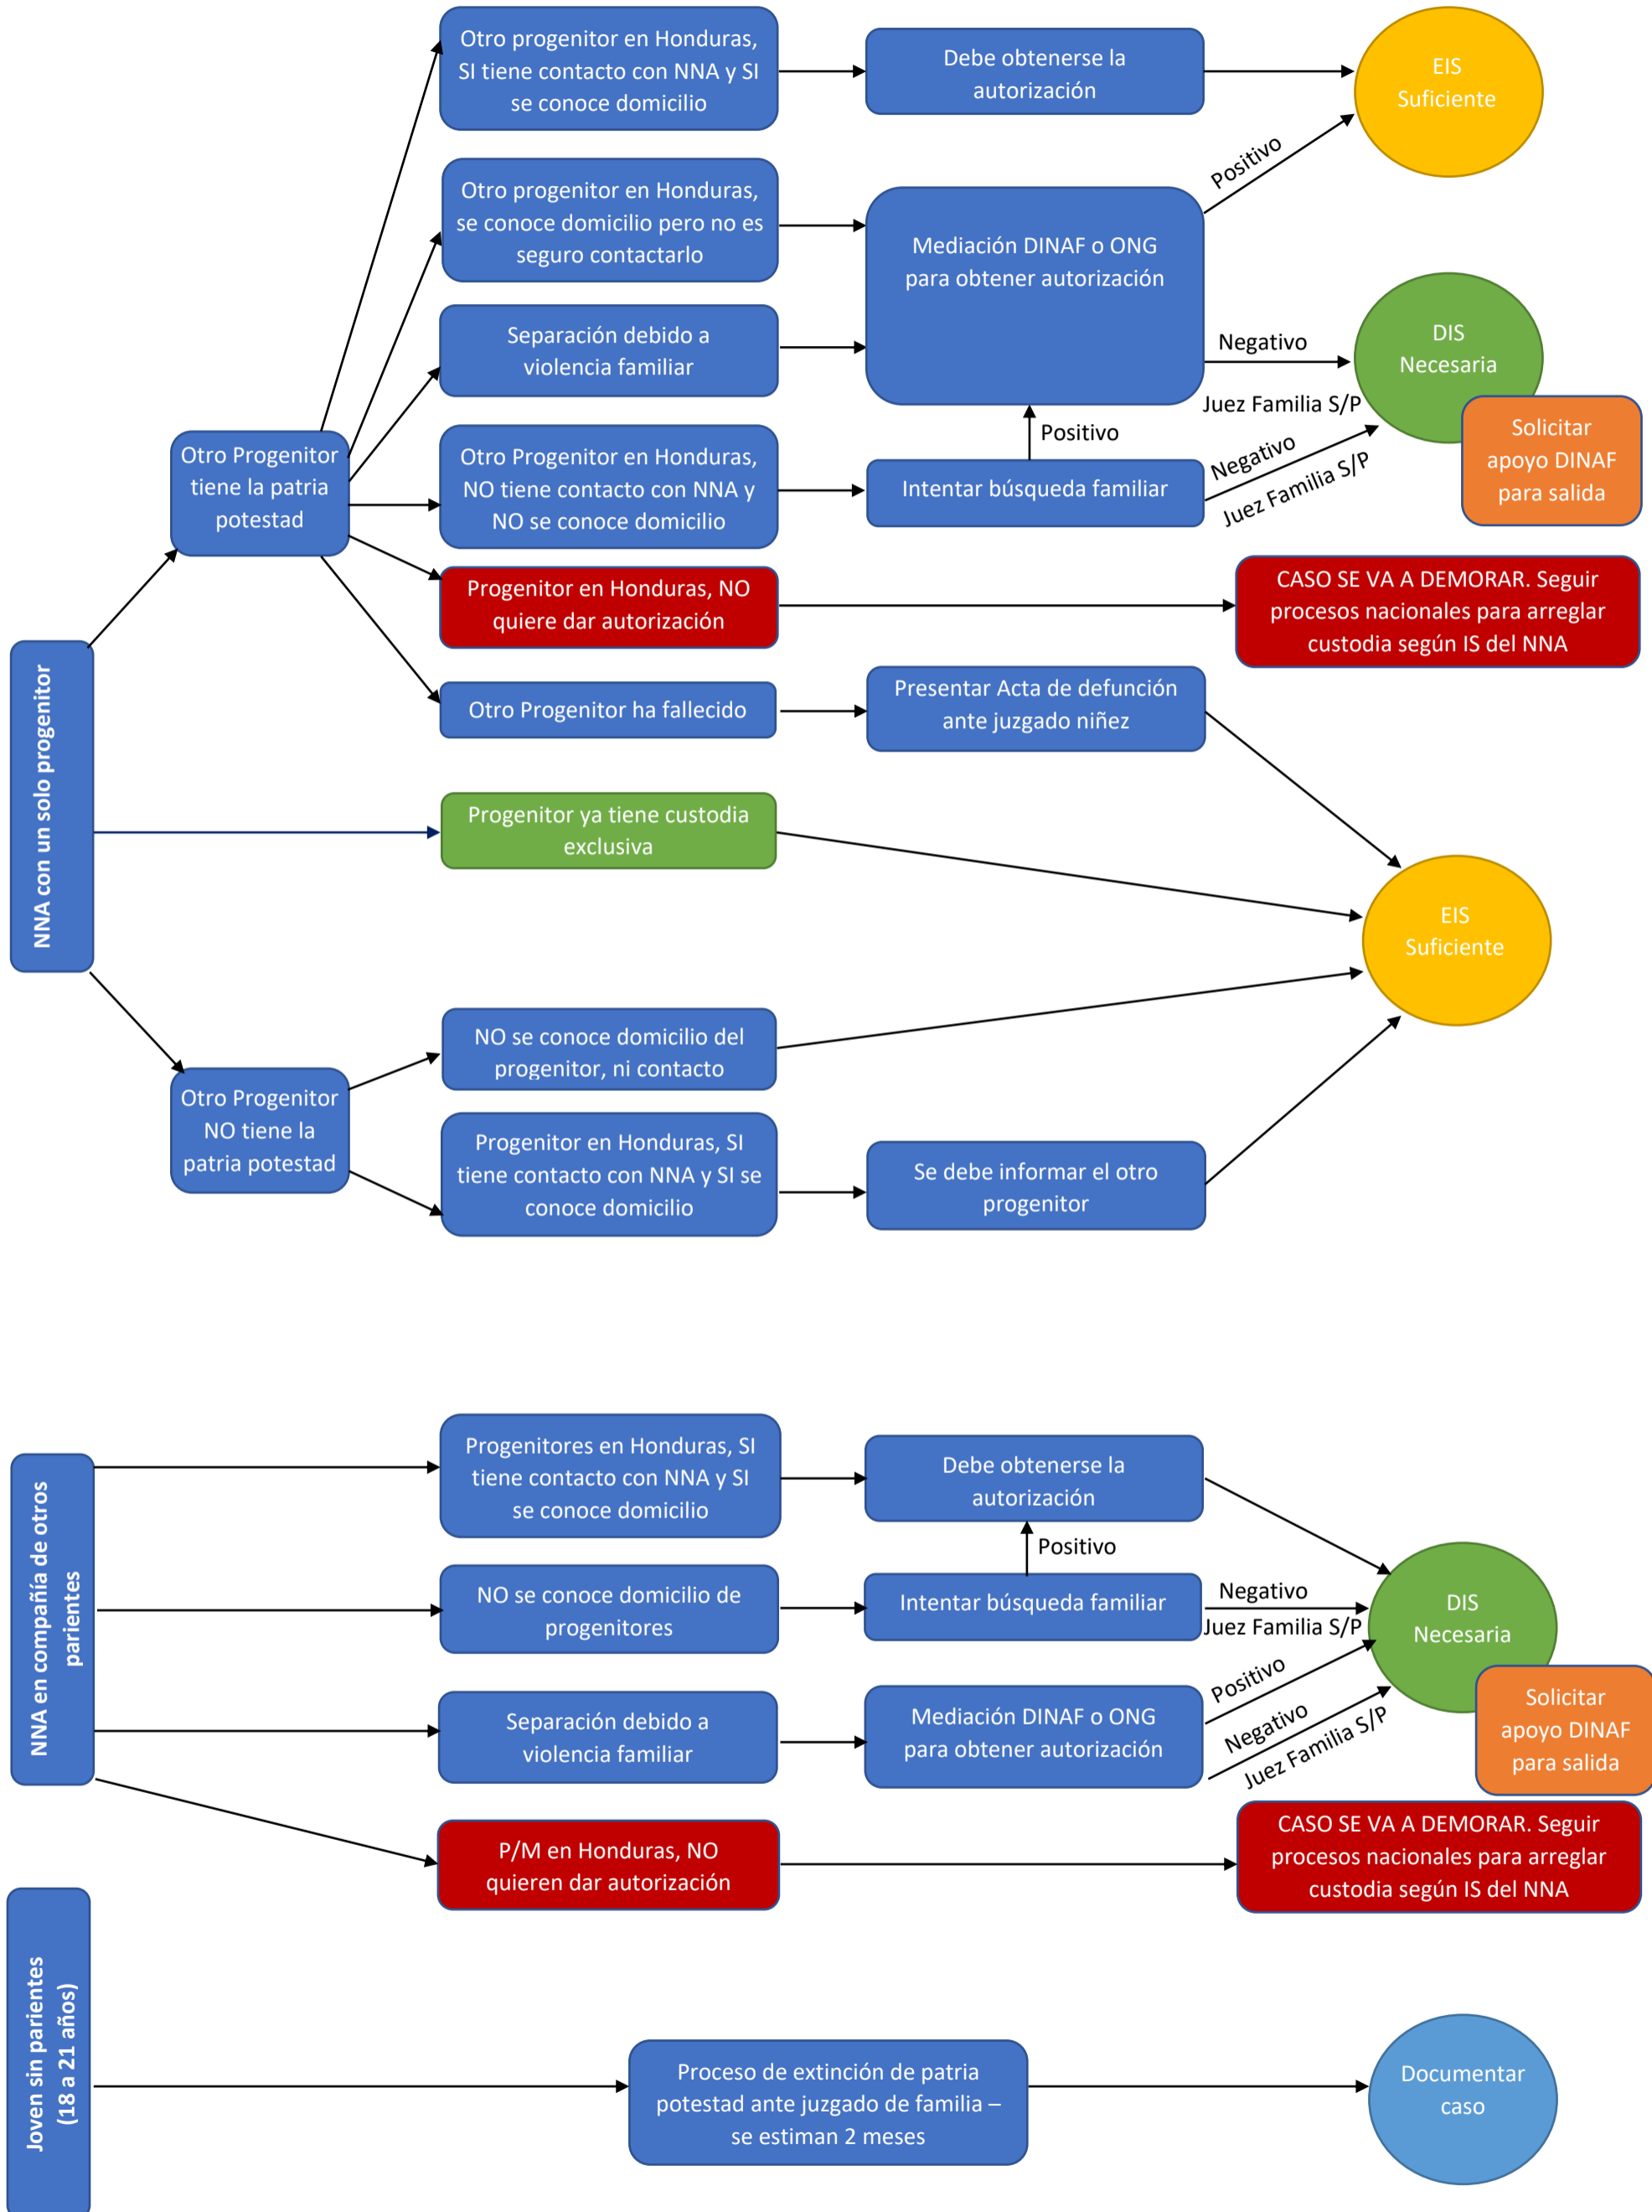 Otro progenitor en Honduras,
SI tiene contacto con NNA y SI
se conoce domicilio
Debe obtenerse la
autorización
EIS
Suficiente
Otro progenitor en Honduras,
se conoce domicilio pero no es
seguro contactarlo
Mediación DINAF o ONG
para obtener autorización
Positivo
Separación debido a
violencia familiar
Negativo
Juez Familia S/P
DIS
Necesaria
Solicitar
apoyo DINAF
para salida
Otro Progenitor
tiene la patria
potestad
Otro Progenitor en Honduras,
NO tiene contacto con NNA y
NO se conoce domicilio
Positivo
Intentar búsqueda familiar
Negativo
Juez Familia S/P
Progenitor en Honduras, NO
quiere dar autorización
CASO SE VA A DEMORAR. Seguir
procesos nacionales para arreglar
custodia según IS del NNA
NNA con un solo progenitor
Otro Progenitor ha fallecido
Presentar Acta de defunción
ante juzgado niñez
Progenitor ya tiene custodia
exclusiva
EIS
Suficiente
NO se conoce domicilio del
progenitor, ni contacto
Otro Progenitor
NO tiene la
patria potestad
Progenitor en Honduras, SI
tiene contacto con NNA y SI se
conoce domicilio
Se debe informar el otro
progenitor
NNA en compañía de otros
parientes
Progenitores en Honduras, SI
tiene contacto con NNA y SI
se conoce domicilio
Debe obtenerse la
autorización
Positivo
NO se conoce domicilio de
progenitores
Intentar búsqueda familiar
Negativo
Juez Familia S/P
DIS
Necesaria
Solicitar
apoyo DINAF
para salida
Separación debido a
violencia familiar
Mediación DINAF o ONG
para obtener autorización
Positivo
Negativo
Juez Familia S/P
P/M en Honduras, NO
quieren dar autorización
CASO SE VA A DEMORAR. Seguir
procesos nacionales para arreglar
custodia según IS del NNA
Joven sin parientes
(18 a 21 años)
Proceso de extinción de patria
potestad ante juzgado de familia –
se estiman 2 meses
Documentar
caso